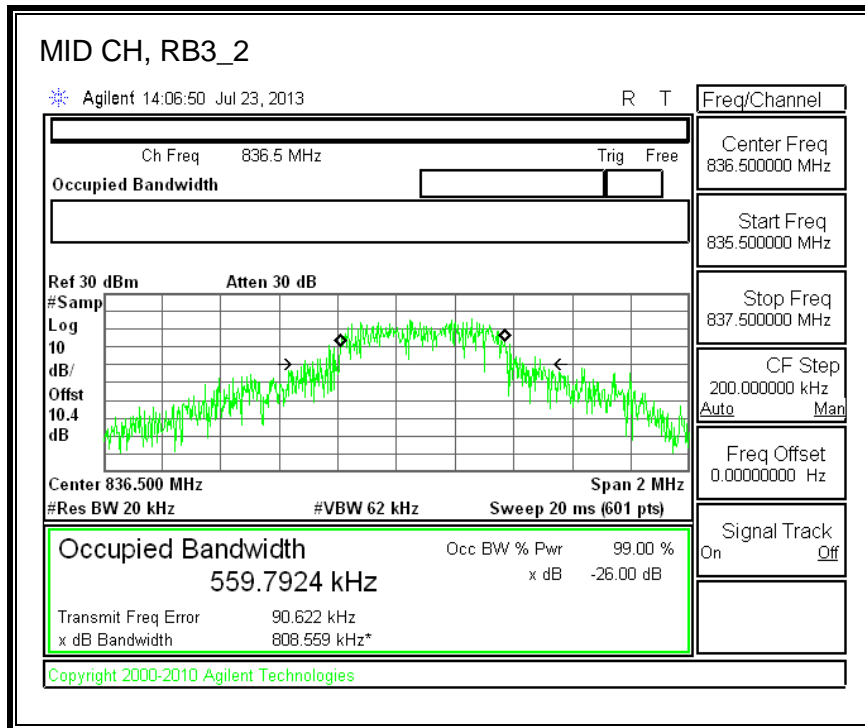 MID CH, RB3_2
Agilent 14:06:50 Jul 23, 2013 R T
Freq/Channel
Ch Freq 836.5 MHz Trig Free
Occupied Bandwidth
Center Freq
836.500000 MHz
Start Freq
835.500000 MHz
Stop Freq
837.500000 MHz
CF Step
200.000000 kHz
Auto Man
Freq Offset
0.00000000 Hz
Signal Track
On Off
Ref 30 dBm Atten 30 dB
#Samp
Log
10
dB/
Offst
10.4
dB
Center 836.500 MHz Span 2 MHz
#Res BW 20 kHz #VBW 62 kHz Sweep 20 ms (601 pts)
Occupied Bandwidth
559.7924 kHz
Occ BW % Pwr 99.00 %
x dB -26.00 dB
Transmit Freq Error 90.622 kHz
x dB Bandwidth 808.559 kHz*
Copyright 2000-2010 Agilent Technologies